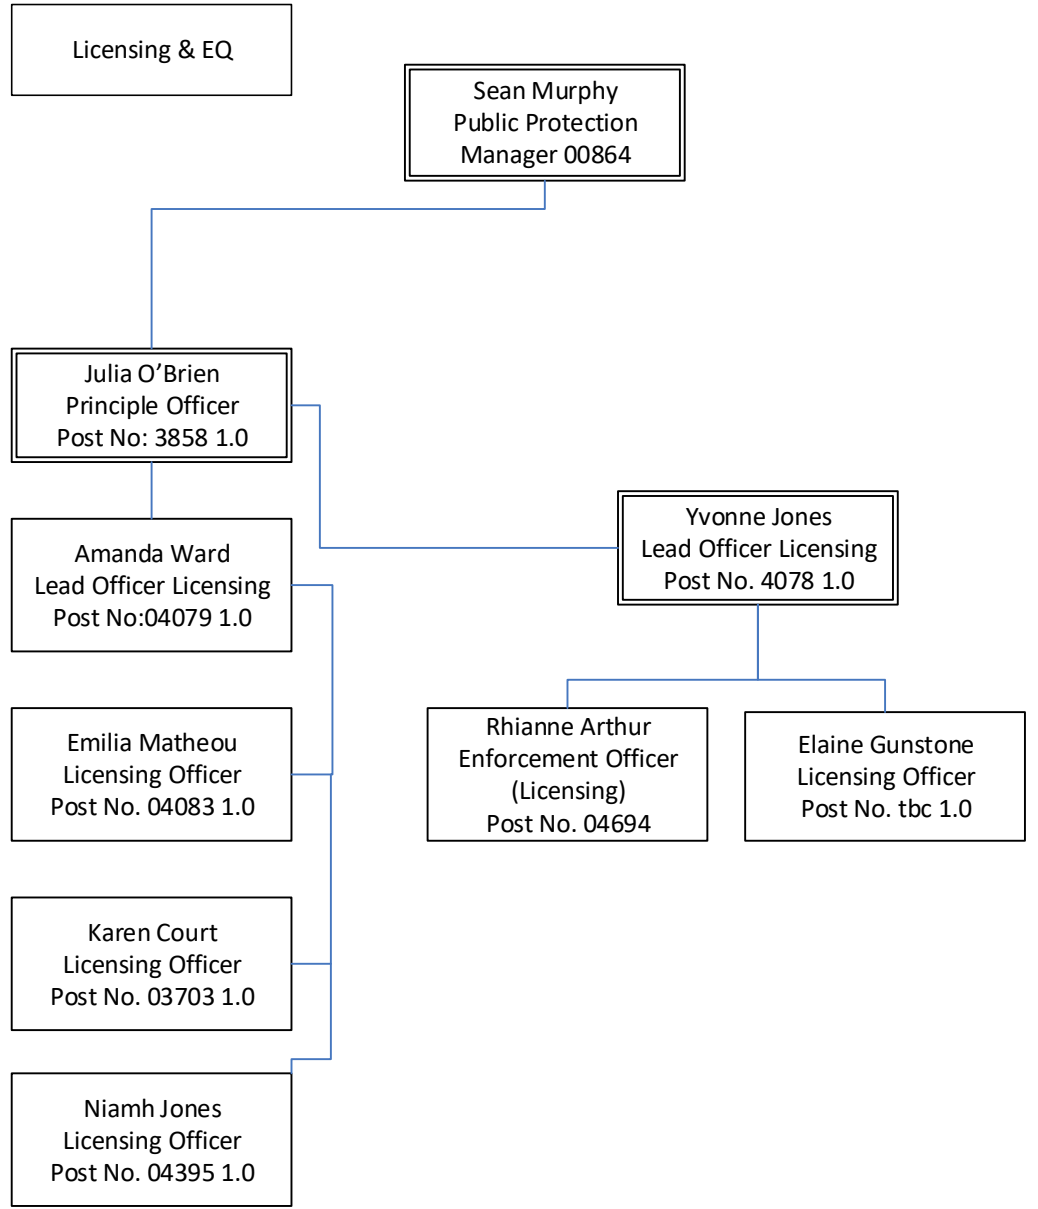 Licensing & EQ
Sean Murphy
Public Protection
Manager 00864
Julia O’Brien
Principle Officer
Post No: 3858 1.0
Amanda Ward
Lead Officer Licensing
Post No:04079 1.0
Yvonne Jones
Lead Officer Licensing
Post No. 4078 1.0
Emilia Matheou
Licensing Officer
Post No. 04083 1.0
Rhianne Arthur
Enforcement Officer
(Licensing)
Post No. 04694
Elaine Gunstone
Licensing Officer
Post No. tbc 1.0
Karen Court
Licensing Officer
Post No. 03703 1.0
Niamh Jones
Licensing Officer
Post No. 04395 1.0